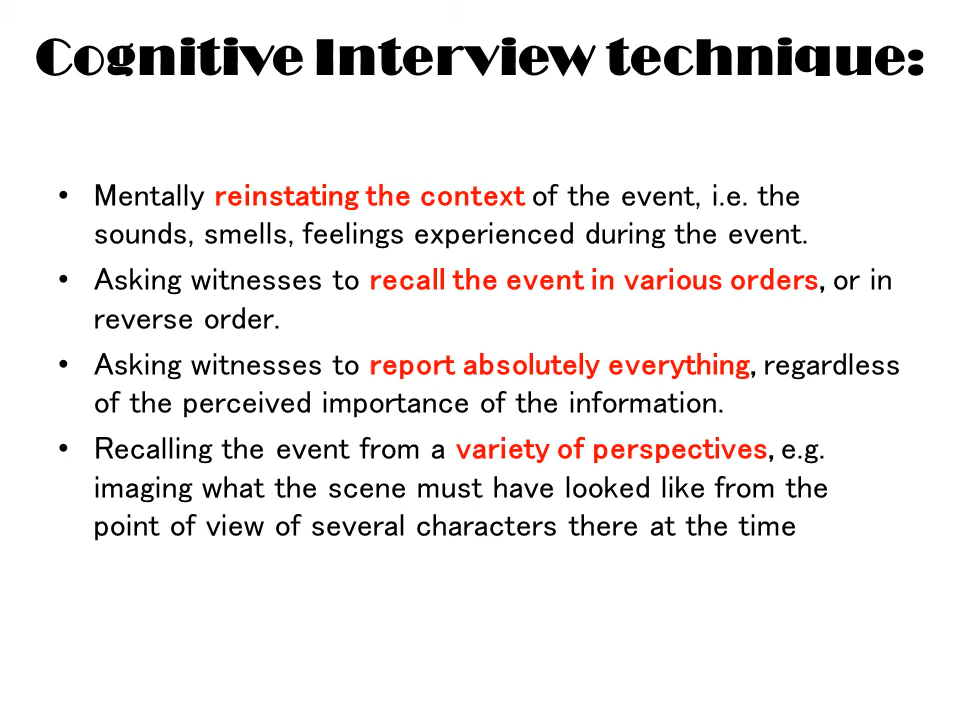 Cognitive Interview technique:
• Mentally reinstating the context of the event, i.e. the
sounds, smells, feelings experienced during the event.
• Asking witnesses to recall the event in various orders, or in
reverse order.
• Asking witnesses to report absolutely everything, regardless
of the perceived importance of the information.
• Recalling the event from a variety of perspectives, e.g.
imaging what the scene must have looked like from the
point of view of several characters there at the time